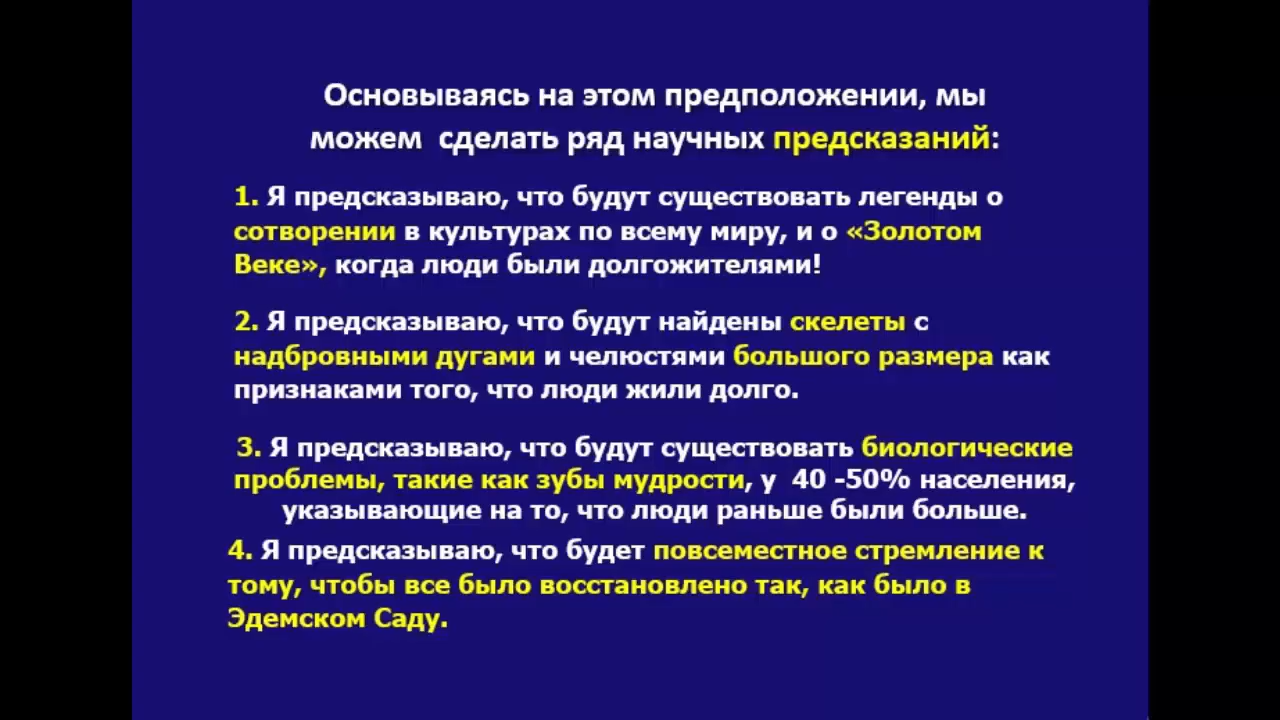 Основываясь на этом предположении, мы
можем сделать ряд научных предсказаний:
1. Я предсказываю, что будут существовать легенды о
сотворении в культурах по всему миру, и о «Золотом
Веке», когда люди были долгожителями!
2. Я предсказываю, что будут найдены скелеты с
надбровными дугами и челюстями большого размера как
признаками того, что люди жили долго.
3. Я предсказываю, что будут существовать биологические
проблемы, такие как зубы мудрости, у 40 -50% населения,
указывающие на то, что люди раньше были больше.
4. Я предсказываю, что будет повсеместное стремление к
тому, чтобы все было восстановлено так, как было в
Эдемском Саду.